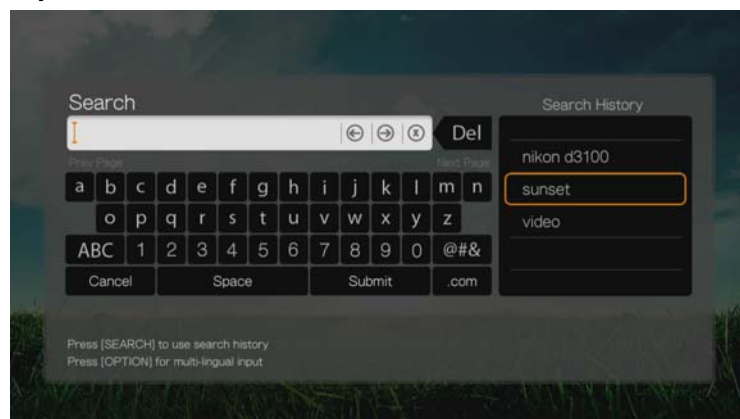 Search
Search History
Del
Prev Page
Next Page
nikon d3100
a b c d e f g h i j k l m n
sunset
o p q r s t u v w x y z
video
ABC 1 2 3 4 5 6 7 8 9 0 @#&
Cancel Space Submit .com
Press [SEARCH] to use search history
Press [OPTION] for multi-lingual input